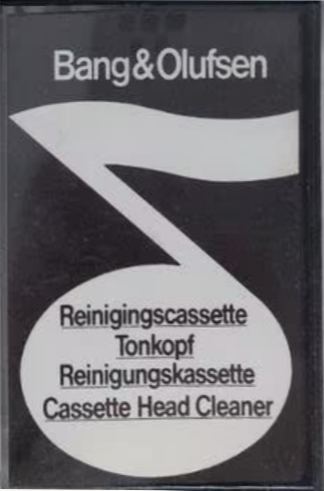 Bang&Olufsen
Reinigingscassette
Tonkopf
Reinigungskassette
Cassette Head Cleaner